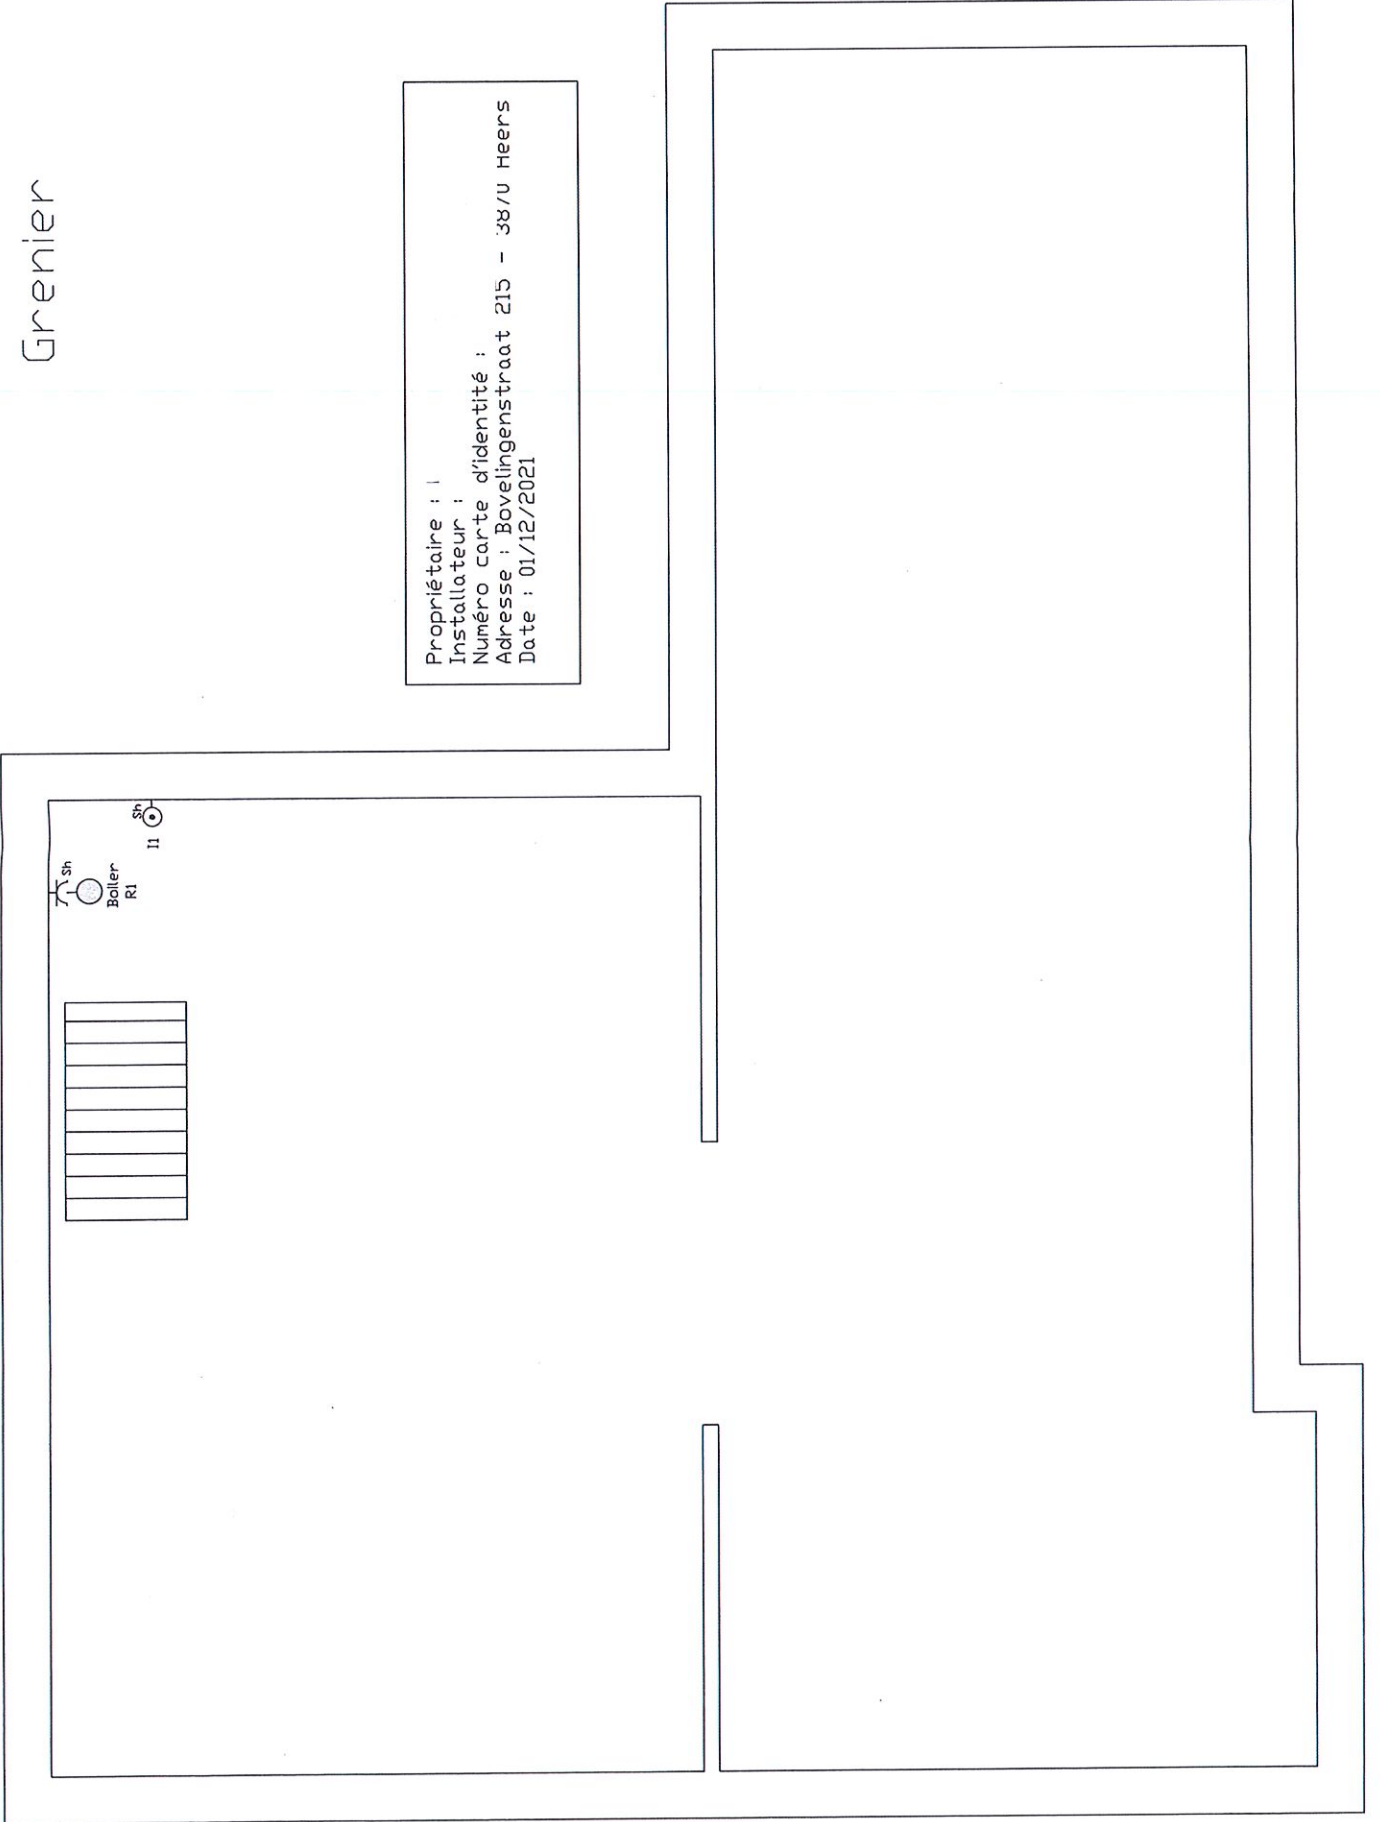 Grenier
Propriétaire :
Installateur :
Numéro carte d'identité :
Adresse : Bovelingenstraat 215 - 3870 Heers
Date : 01/12/2021
Sh
Boiler
R1
Sh
I1